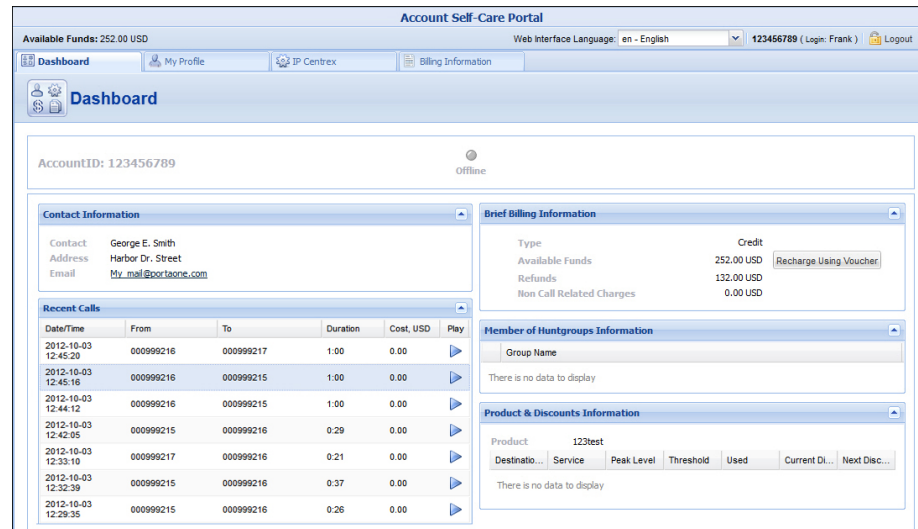 Account Self-Care Portal
Available Funds: 252.00 USD Web Interface Language: en - English 123456789 ( Login: Frank ) Logout
Dashboard My Profile IP Centrex Billing Information
Dashboard
AccountID: 123456789
Offline
Contact Information
Contact George E. Smith
Address Harbor Dr. Street
Email My_mail@portaone.com
Recent Calls
Date/Time From To Duration Cost, USD Play
2012-10-03
12:45:20 000999216 000999217 1:00 0.00
2012-10-03
12:45:16 000999216 000999215 1:00 0.00
2012-10-03
12:44:12 000999216 000999215 1:00 0.00
2012-10-03
12:42:05 000999215 000999216 0:29 0.00
2012-10-03
12:33:10 000999217 000999216 0:21 0.00
2012-10-03
12:32:39 000999215 000999216 0:37 0.00
2012-10-03
12:29:35 000999215 000999216 0:26 0.00
Brief Billing Information
Type Credit
Available Funds 252.00 USD Recharge Using Voucher
Refunds 132.00 USD
Non Call Related Charges 0.00 USD
Member of Huntgroups Information
Group Name
There is no data to display
Product & Discounts Information
Product 123test
Destinatio... Service Peak Level Threshold Used Current Di... Next Disc...
There is no data to display